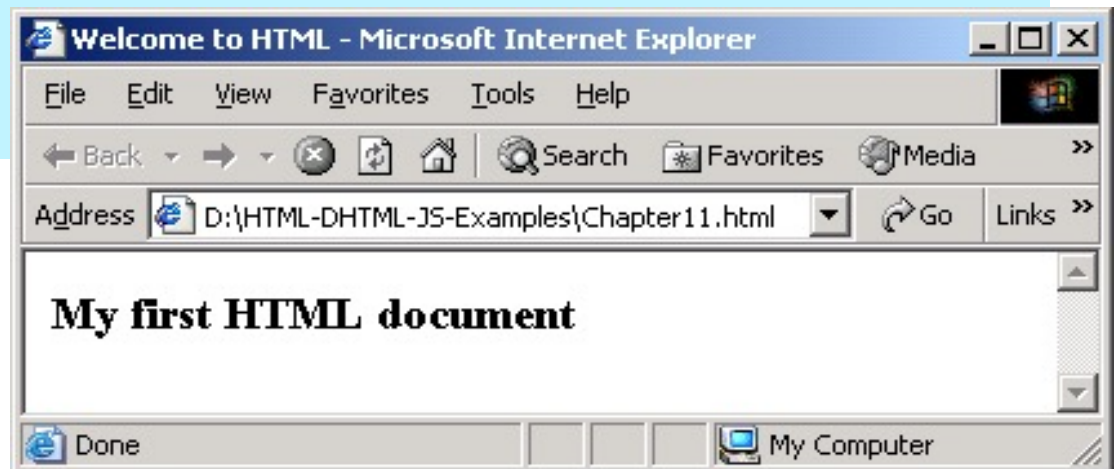 Welcome to HTML - Microsoft Internet Explorer
File Edit View Favorites Tools Help
Back Search Favorites Media »
Address D:\HTML-DHTML-JS-Examples\Chapter11.html Go Links »
My first HTML document
Done My Computer